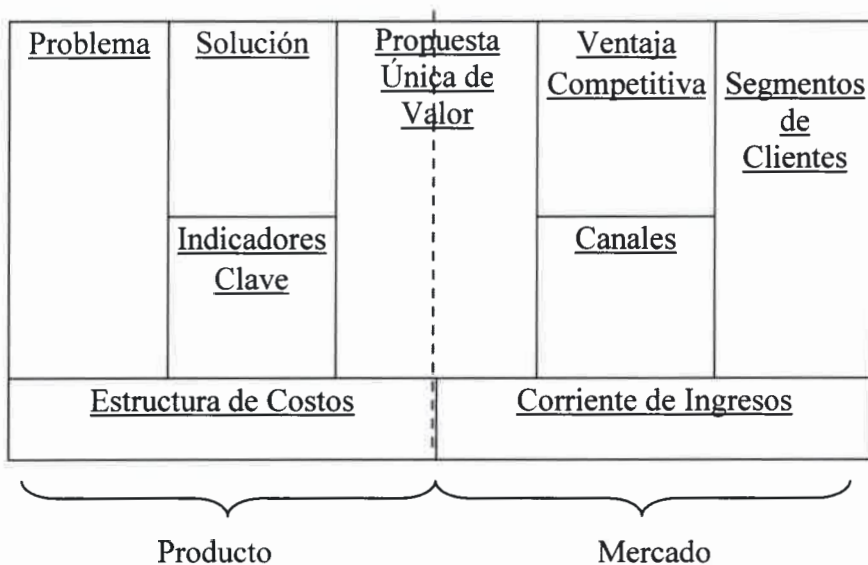 Problema
Solución
Propuesta
Única de
Valor
Ventaja
Competitiva
Segmentos
de
Clientes
Indicadores
Clave
Canales
Estructura de Costos
Corriente de Ingresos
Producto
Mercado